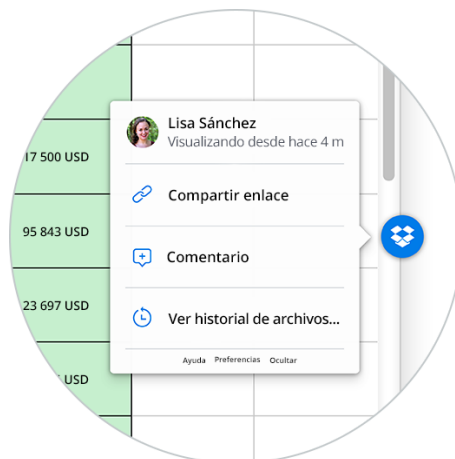 Lisa Sánchez
Visualizando desde hace 4 m
Compartir enlace
Comentario
Ver historial de archivos...
Ayuda Preferencias Ocultar
17 500 USD
95 843 USD
23 697 USD
USD